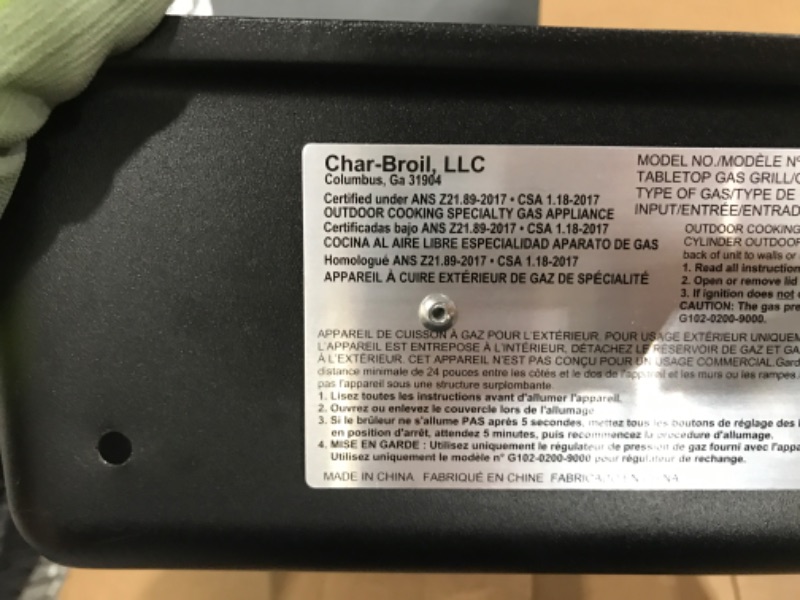 Char-Broil, LLC
Columbus, Ga 31904
Certified under ANS Z21.89-2017 • CSA 1.18-2017
OUTDOOR COOKING SPECIALTY GAS APPLIANCE
Certificadas bajo ANS Z21.89-2017 • CSA 1.18-2017
COCINA AL AIRE LIBRE ESPECIALIDAD APARATO DE GAS
Homologué ANS Z21.89-2017 • CSA 1.18-2017
APPAREIL À CUIRE EXTÉRIEUR DE GAZ DE SPÉCIALITÉ
MODEL NO./MODÈLE Nº
TABLETOP GAS GRILL/
TYPE OF GAS/TYPE DE
INPUT/ENTRÉE/ENTRAD
OUTDOOR COOKING
CYLINDER OUTDOOR
back of unit to walls or
1. Read all instruction
2. Open or remove lid
3. If ignition does not
CAUTION: The gas pre
G102-0200-9000.
APPAREIL DE CUISSON À GAZ POUR L'EXTÉRIEUR. POUR USAGE EXTÉRIEUR UNIQUEM
L'APPAREIL EST ENTREPOSÉ À L'INTÉRIEUR, DÉTACHEZ LE RÉSERVOIR DE GAZ ET GA
À L'EXTÉRIEUR. CET APPAREIL N'EST PAS CONÇU POUR UN USAGE COMMERCIAL. Gard
distance minimale de 24 pouces entre les côtés et le dos de l'appareil et les murs ou les rampes.
pas l'appareil sous une structure surplombante.
1. Lisez toutes les instructions avant d'allumer l'appareil.
2. Ouvrez ou enlevez le couvercle lors de l'allumage
3. Si le brûleur ne s'allume PAS après 5 secondes, mettez tous les boutons de réglage des
en position d'arrêt, attendez 5 minutes, puis recommencez la procedure d'allumage.
4. MISE EN GARDE : Utilisez uniquement le régulateur de pression de gaz fourni avec l'appa
Utilisez uniquement le modèle nº G102-0200-9000 pour régulateur de rechange.
MADE IN CHINA FABRIQUÉ EN CHINE